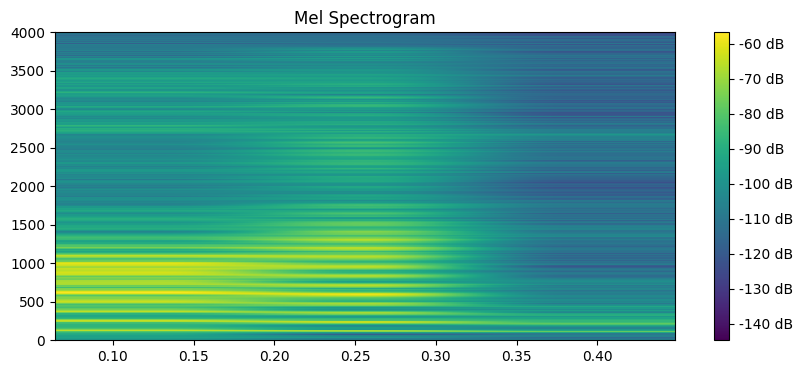 Mel Spectrogram
4000
3500
3000
2500
2000
1500
1000
500
0
0.10 0.15 0.20 0.25 0.30 0.35 0.40
-60 dB
-70 dB
-80 dB
-90 dB
-100 dB
-110 dB
-120 dB
-130 dB
-140 dB